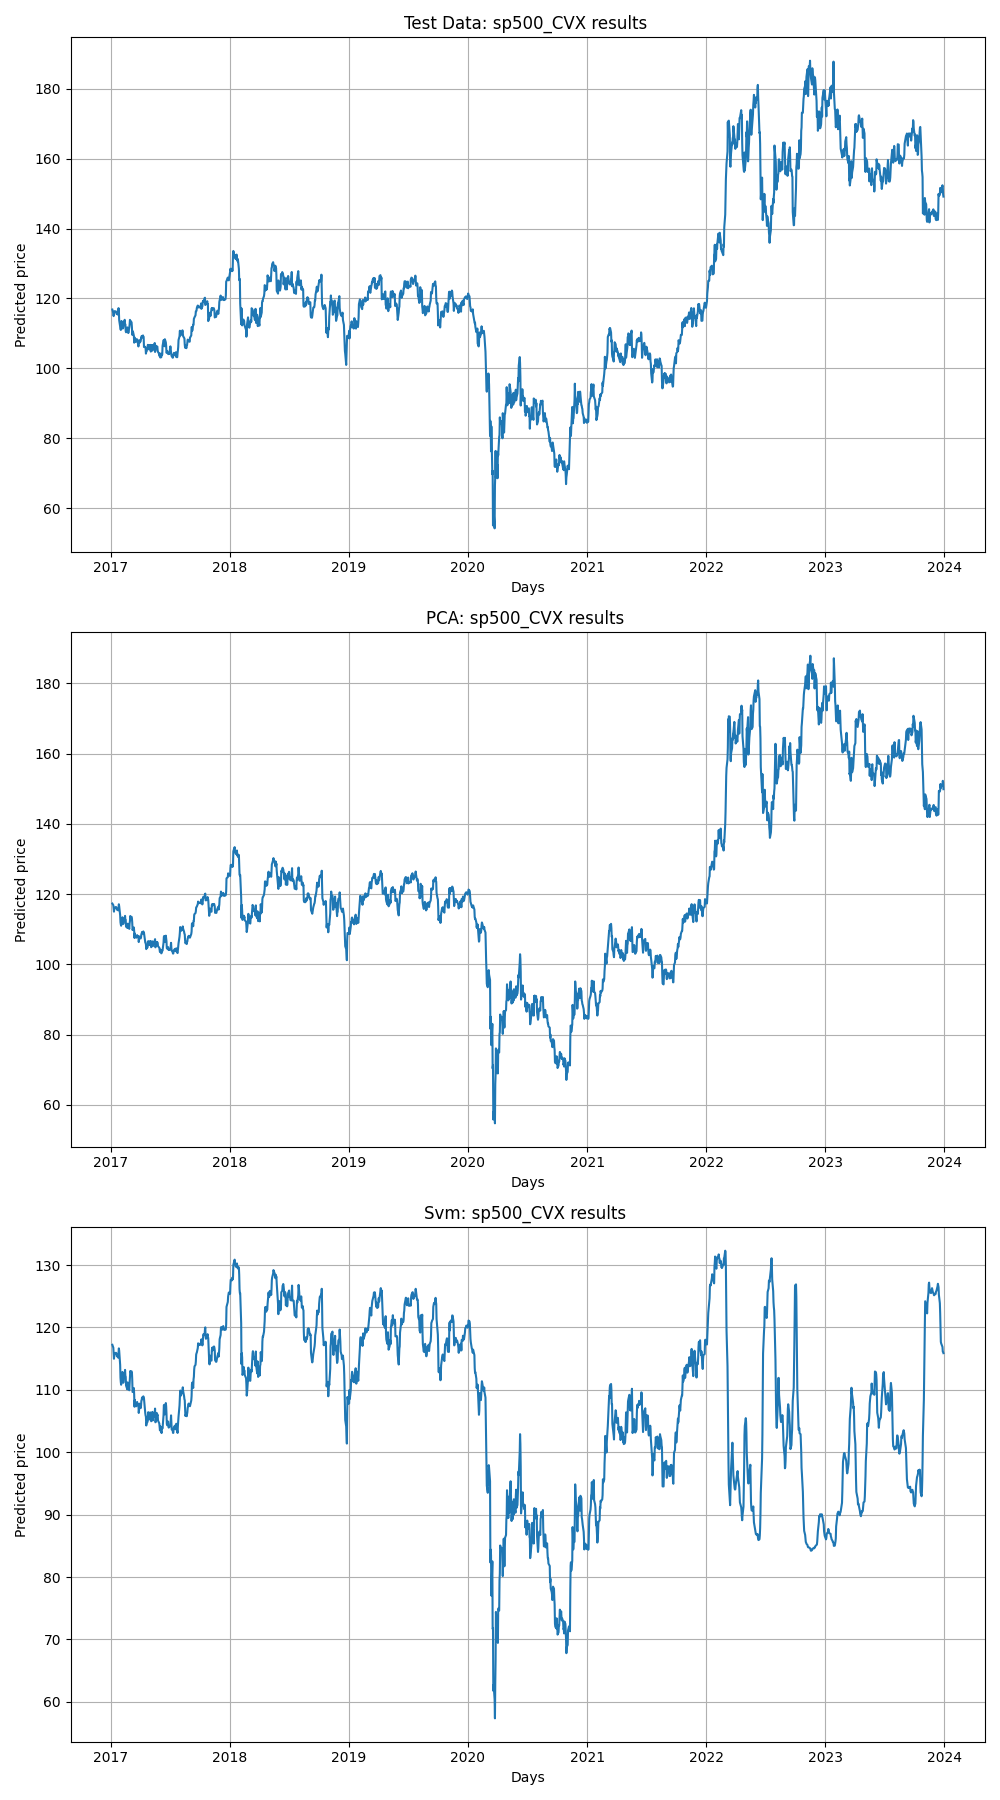 Test Data: sp500_CVX results
180
160
140
120
100
80
60
Predicted price
2017 2018 2019 2020 2021 2022 2023 2024
Days
PCA: sp500_CVX results
180
160
140
120
100
80
60
Predicted price
2017 2018 2019 2020 2021 2022 2023 2024
Days
Svm: sp500_CVX results
130
120
110
100
90
80
70
60
Predicted price
2017 2018 2019 2020 2021 2022 2023 2024
Days